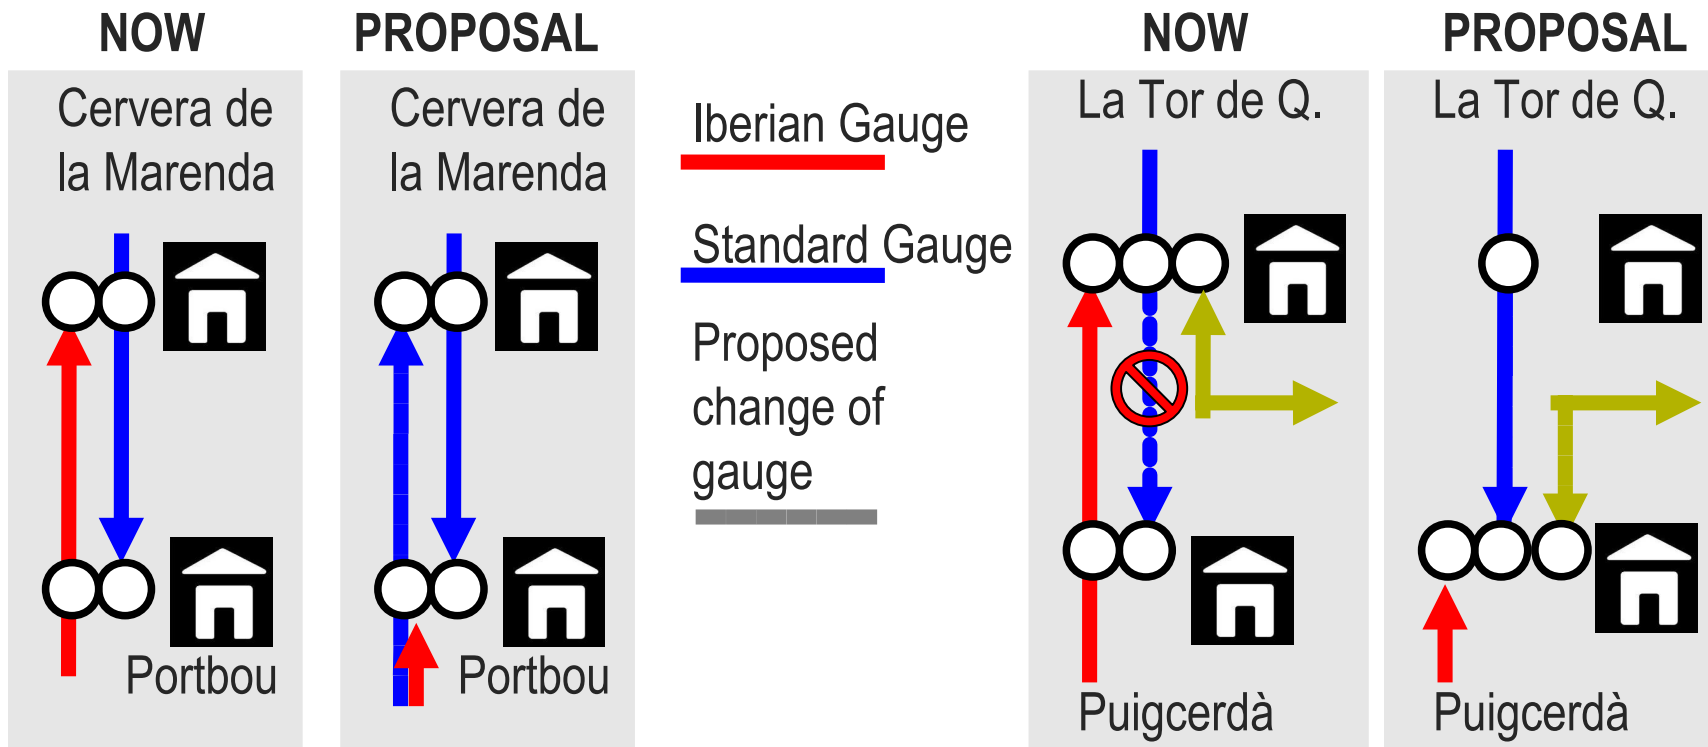 NOW
PROPOSAL
Cervera de
la Marenda
Portbou
Cervera de
la Marenda
Portbou
Iberian Gauge
Standard Gauge
Proposed
change of
gauge
NOW
PROPOSAL
La Tor de Q.
Puigcerdà
La Tor de Q.
Puigcerdà